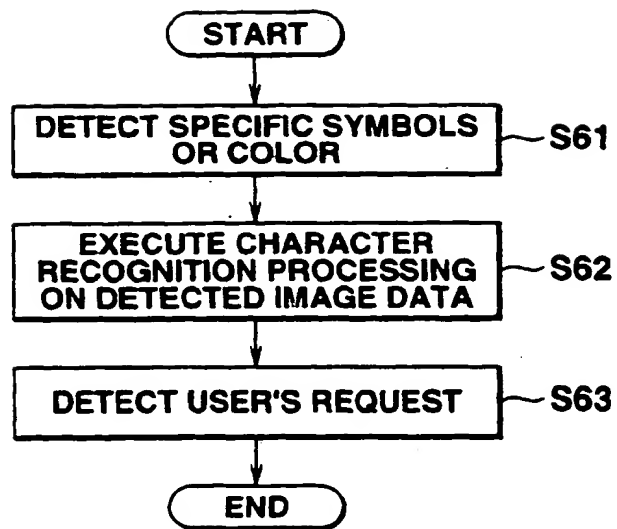 START
DETECT SPECIFIC SYMBOLS
OR COLOR
S61
EXECUTE CHARACTER
RECOGNITION PROCESSING
ON DETECTED IMAGE DATA
S62
DETECT USER'S REQUEST
S63
END